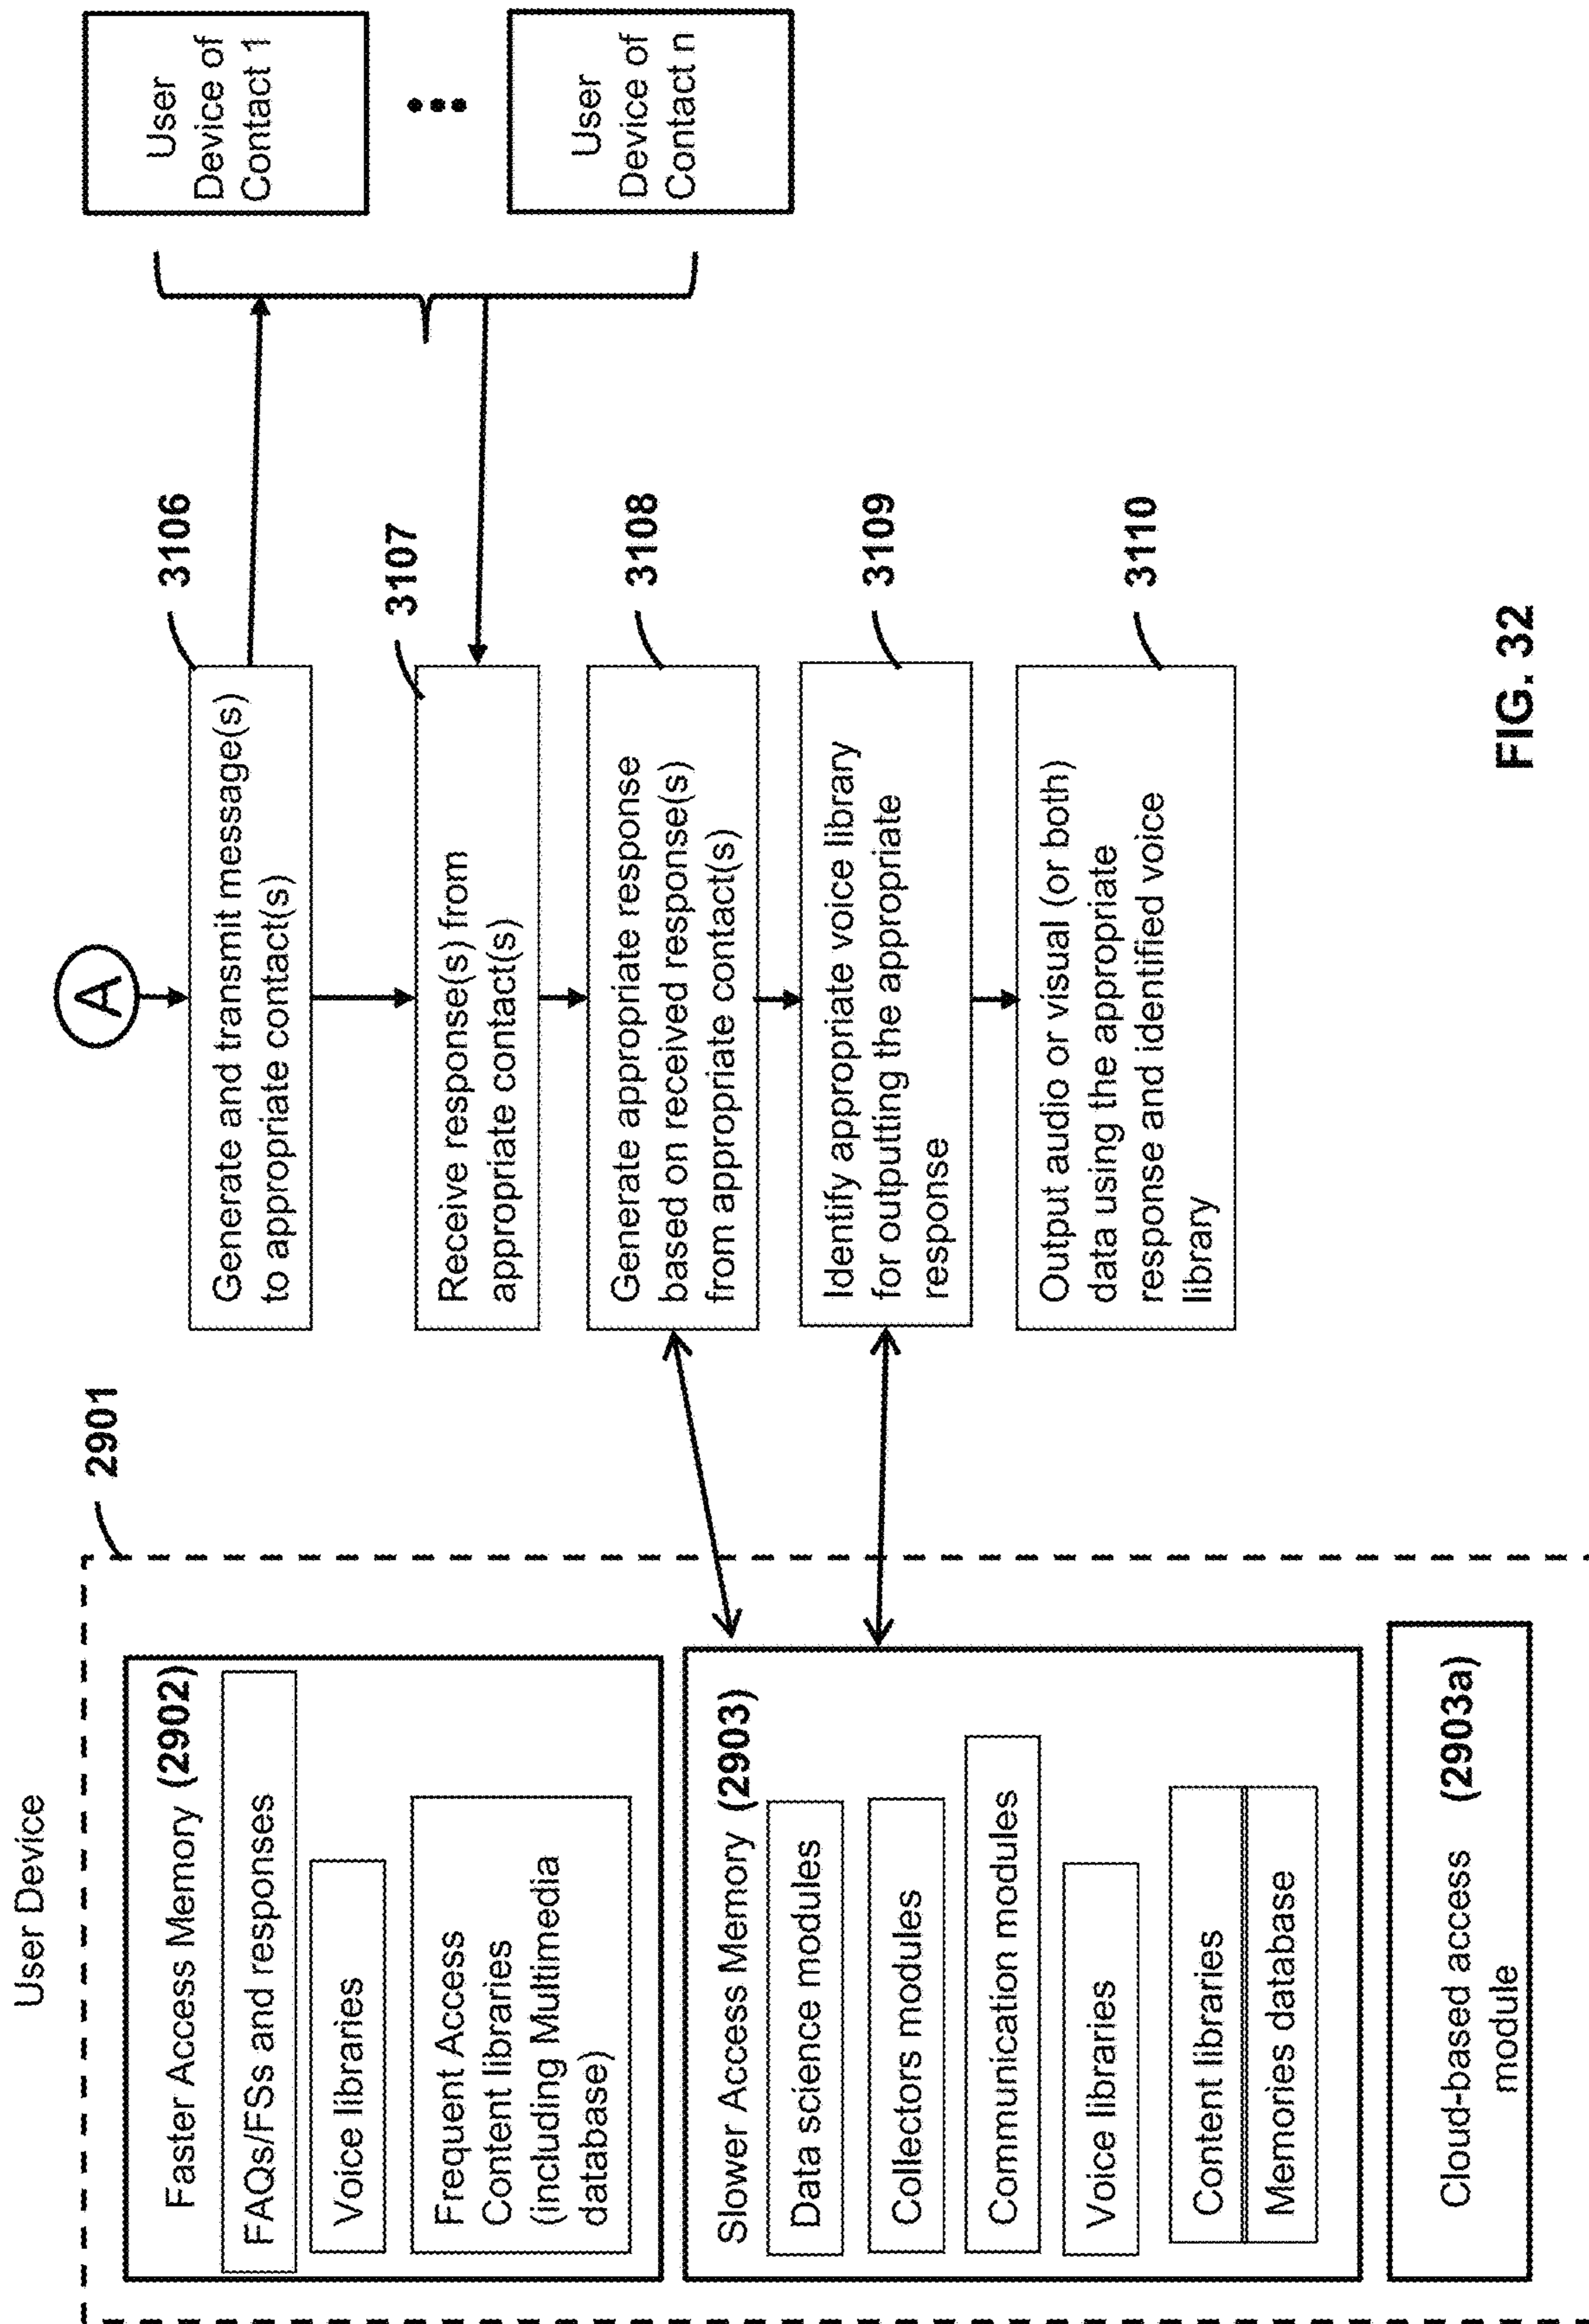 User Device
2901
Faster Access Memory (2902)
FAQs/FSs and responses
Voice libraries
Frequent Access
Content libraries
(including Multimedia
database)
Slower Access Memory (2903)
Data science modules
Collectors modules
Communication modules
Voice libraries
Content libraries
Memories database
Cloud-based access (2903a)
module
A
3106
Generate and transmit message(s)
to appropriate contact(s)
3107
Receive response(s) from
appropriate contact(s)
3108
Generate appropriate response
based on received response(s)
from appropriate contact(s)
3109
Identify appropriate voice library
for outputting the appropriate
response
3110
Output audio or visual (or both)
data using the appropriate
response and identified voice
library
User
Device of
Contact 1
User
Device of
Contact n
FIG. 32